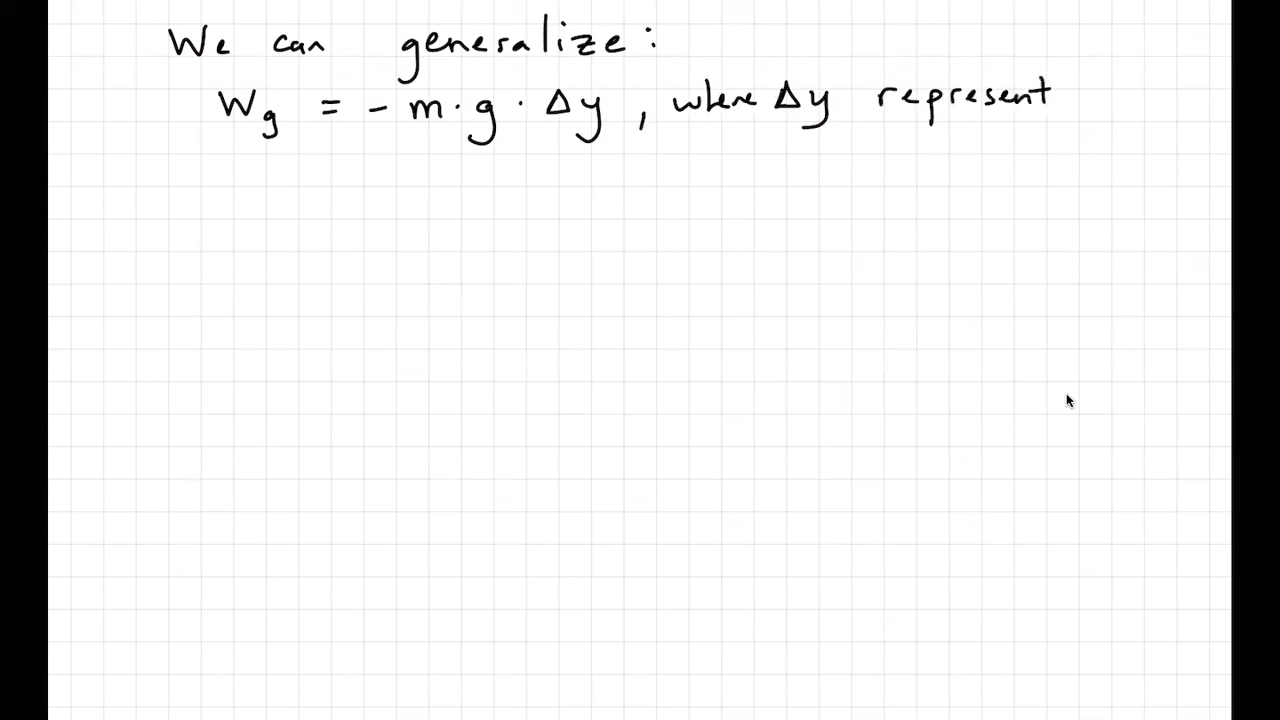 We can generalize:
Wg = - m · g · Δy , where Δy represent